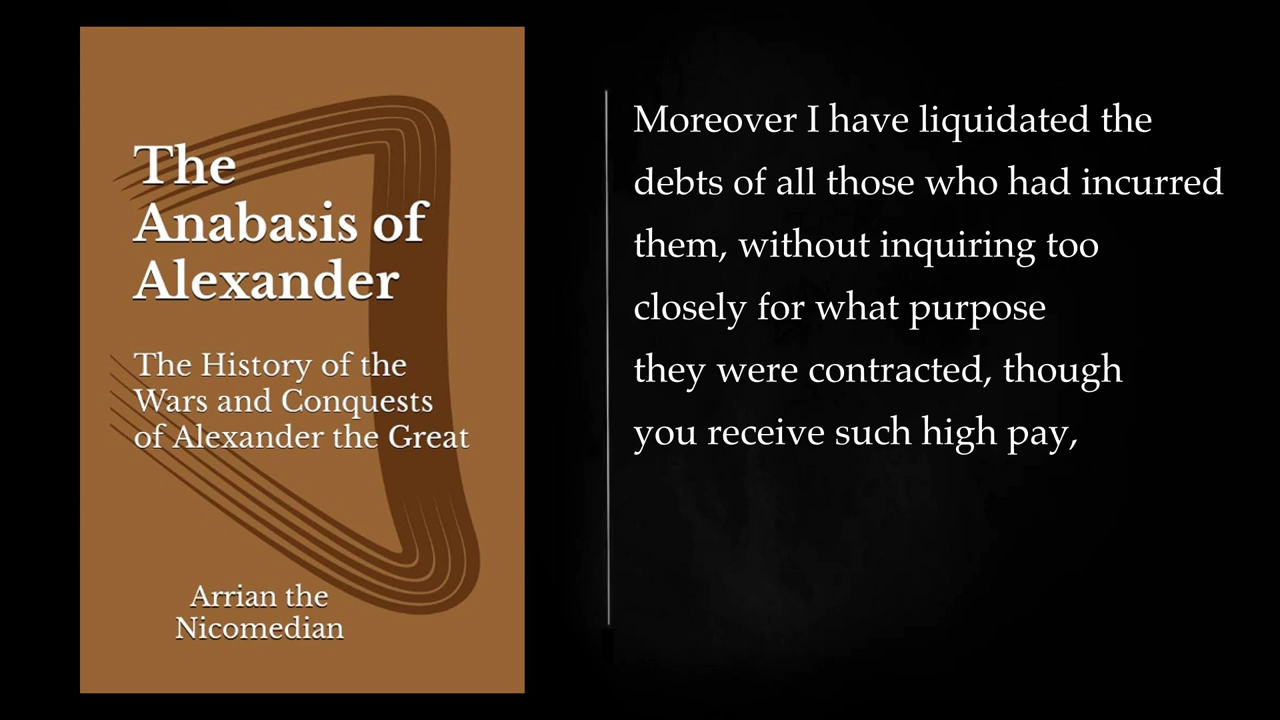 The
Anabasis of
Alexander
The History of the
Wars and Conquests
of Alexander the Great
Arrian the
Nicomedian
Moreover I have liquidated the
debts of all those who had incurred
them, without inquiring too
closely for what purpose
they were contracted, though
you receive such high pay,